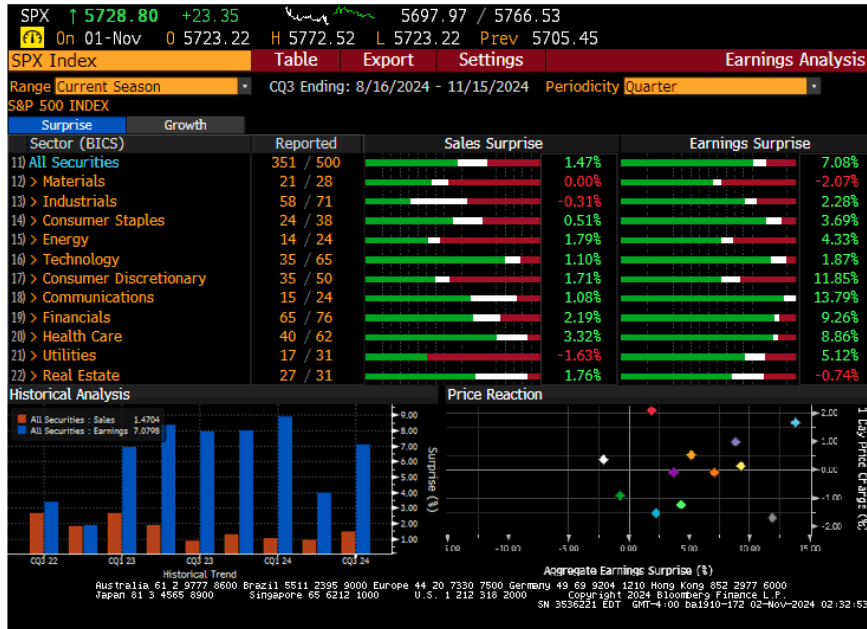 SPX ↑ 5728.80 +23.35 5697.97 / 5766.53
On 01-Nov O 5723.22 H 5772.52 L 5723.22 Prev 5705.45
SPX Index Table Export Settings Earnings Analysis
Range Current Season CQ3 Ending: 8/16/2024 - 11/15/2024 Periodicity Quarter
S&P 500 INDEX
Surprise Growth
Sector (BICS) Reported Sales Surprise Earnings Surprise
11) All Securities 351 / 500 1.47% 7.08%
12) > Materials 21 / 28 0.00% -2.07%
13) > Industrials 58 / 71 -0.31% 2.28%
14) > Consumer Staples 24 / 38 0.51% 3.69%
15) > Energy 14 / 24 1.79% 4.33%
16) > Technology 35 / 65 1.10% 1.87%
17) > Consumer Discretionary 35 / 50 1.71% 11.85%
18) > Communications 15 / 24 1.08% 13.79%
19) > Financials 65 / 76 2.19% 9.26%
20) > Health Care 40 / 62 3.32% 8.86%
21) > Utilities 17 / 31 -1.63% 5.12%
22) > Real Estate 27 / 31 1.76% -0.74%
Historical Analysis Price Reaction
All Securities : Sales 1.4704
All Securities : Earnings 7.0798
9.00
8.00
7.00
6.00
5.00
4.00
3.00
2.00
1.00
Surprise (%)
CQ3 22 CQ1 23 CQ3 23 CQ1 24 CQ3 24
Historical Trend
2.00
1.00
0.00
-1.00
-2.00
1 Day Price Change (%)
-10.00 -5.00 0.00 5.00 10.00 15.00
Aggregate Earnings Surprise (%)
Australia 61 2 9777 8600 Brazil 5511 2395 9000 Europe 44 20 7330 7500 Germany 49 69 9204 1210 Hong Kong 852 2977 6000
Japan 81 3 4565 8900 Singapore 65 6212 1000 U.S. 1 212 318 2000 Copyright 2024 Bloomberg Finance L.P.
SN 3536221 EDT GMT-4:00 ba1910-172 02-Nov-2024 02:32:53